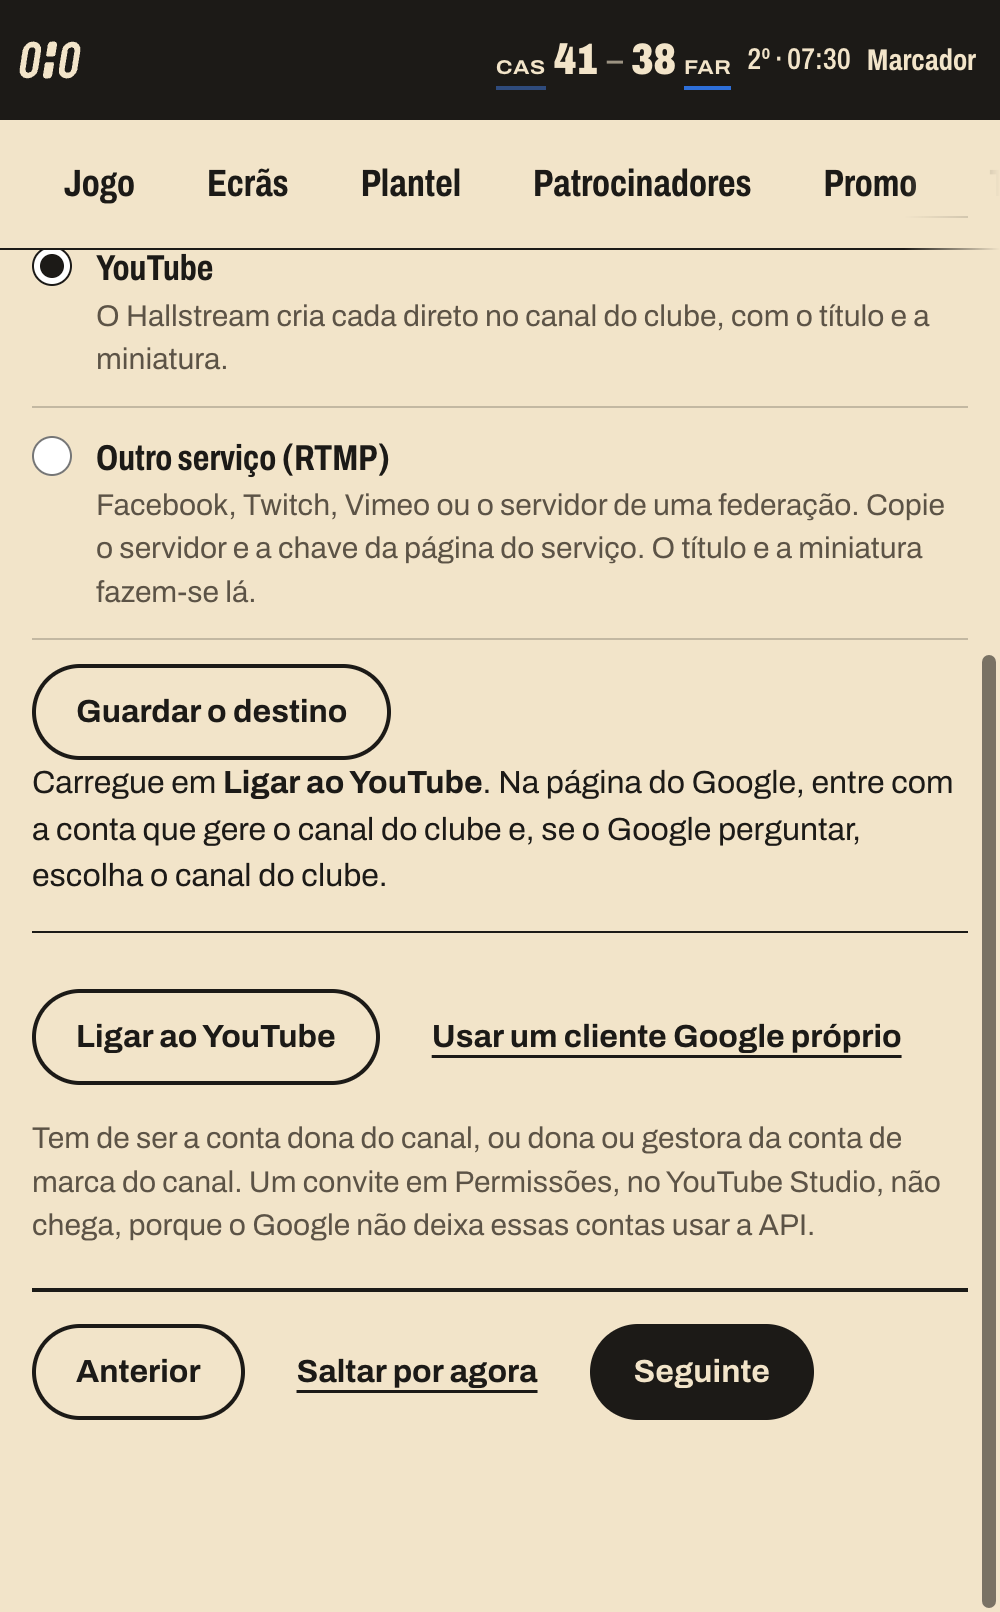 0:0
CAS 41 – 38 FAR 2º · 07:30 Marcador
Jogo Ecrãs Plantel Patrocinadores Promo
YouTube
O Hallstream cria cada direto no canal do clube, com o título e a
miniatura.
Outro serviço (RTMP)
Facebook, Twitch, Vimeo ou o servidor de uma federação. Copie
o servidor e a chave da página do serviço. O título e a miniatura
fazem-se lá.
Guardar o destino
Carregue em Ligar ao YouTube. Na página do Google, entre com
a conta que gere o canal do clube e, se o Google perguntar,
escolha o canal do clube.
Ligar ao YouTube Usar um cliente Google próprio
Tem de ser a conta dona do canal, ou dona ou gestora da conta de
marca do canal. Um convite em Permissões, no YouTube Studio, não
chega, porque o Google não deixa essas contas usar a API.
Anterior Saltar por agora Seguinte